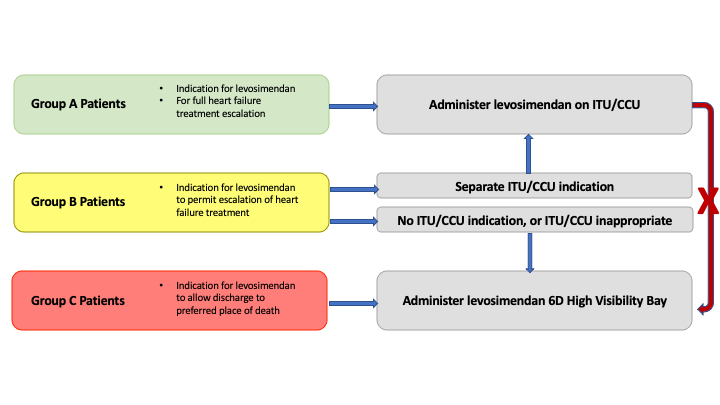 Group A Patients
• Indication for levosimendan
• For full heart failure
treatment escalation
Administer levosimendan on ITU/CCU
Group B Patients
• Indication for levosimendan
to permit escalation of heart
failure treatment
Separate ITU/CCU indication
No ITU/CCU indication, or ITU/CCU inappropriate
Group C Patients
• Indication for levosimendan
to allow discharge to
preferred place of death
Administer levosimendan 6D High Visibility Bay